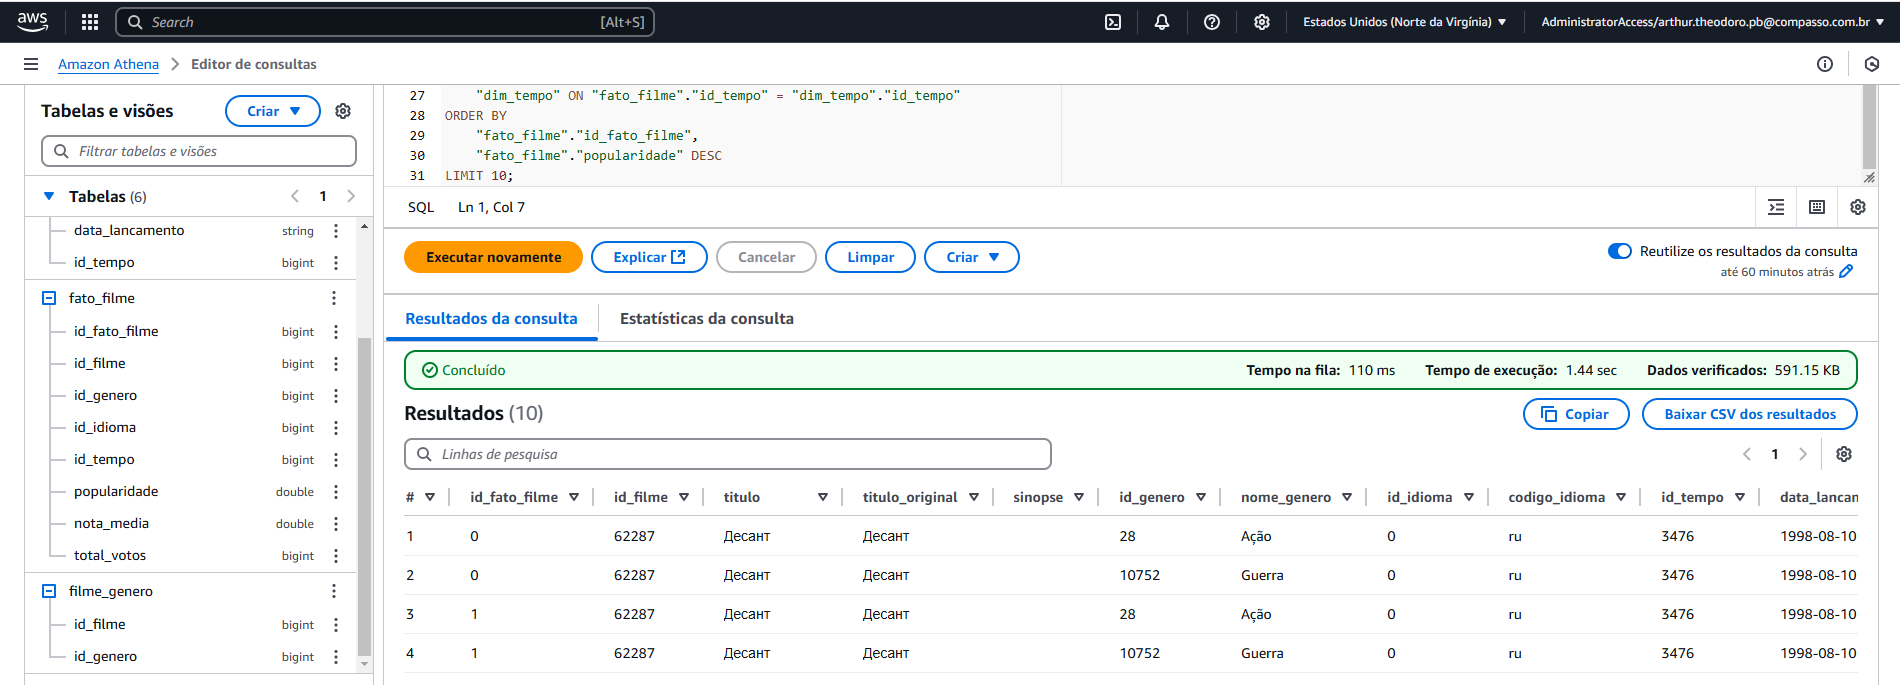 aws
Search
[Alt+S]
Estados Unidos (Norte da Virgínia)
AdministratorAccess/arthur.theodoro.pb@compasso.com.br
Amazon Athena
Editor de consultas
Tabelas e visões
Criar
Filtrar tabelas e visões
Tabelas (6)
1
data_lancamento string
id_tempo bigint
fato_filme
id_fato_filme bigint
id_filme bigint
id_genero bigint
id_idioma bigint
id_tempo bigint
popularidade double
nota_media double
total_votos bigint
filme_genero
id_filme bigint
id_genero bigint
27 "dim_tempo" ON "fato_filme"."id_tempo" = "dim_tempo"."id_tempo"
28 ORDER BY
29 "fato_filme"."id_fato_filme",
30 "fato_filme"."popularidade" DESC
31 LIMIT 10;
SQL Ln 1, Col 7
Executar novamente
Explicar
Cancelar
Limpar
Criar
Reutilize os resultados da consulta
até 60 minutos atrás
Resultados da consulta
Estatísticas da consulta
Concluído
Tempo na fila: 110 ms
Tempo de execução: 1.44 sec
Dados verificados: 591.15 KB
Resultados (10)
Copiar
Baixar CSV dos resultados
Linhas de pesquisa
1
# id_fato_filme id_filme titulo titulo_original sinopse id_genero nome_genero id_idioma codigo_idioma id_tempo data_lancan
1 0 62287 Десант Десант 28 Ação 0 ru 3476 1998-08-10
2 0 62287 Десант Десант 10752 Guerra 0 ru 3476 1998-08-10
3 1 62287 Десант Десант 28 Ação 0 ru 3476 1998-08-10
4 1 62287 Десант Десант 10752 Guerra 0 ru 3476 1998-08-10